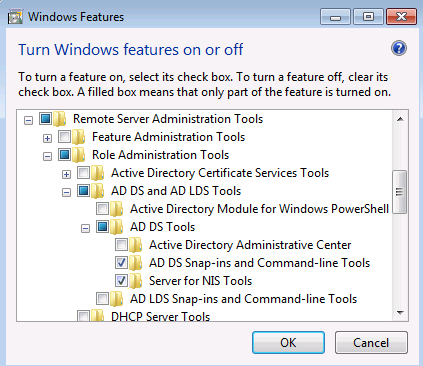 Windows Features
Turn Windows features on or off
To turn a feature on, select its check box. To turn a feature off, clear its
check box. A filled box means that only part of the feature is turned on.
Remote Server Administration Tools
Feature Administration Tools
Role Administration Tools
Active Directory Certificate Services Tools
AD DS and AD LDS Tools
Active Directory Module for Windows PowerShell
AD DS Tools
Active Directory Administrative Center
AD DS Snap-ins and Command-line Tools
Server for NIS Tools
AD LDS Snap-ins and Command-line Tools
DHCP Server Tools
OK Cancel